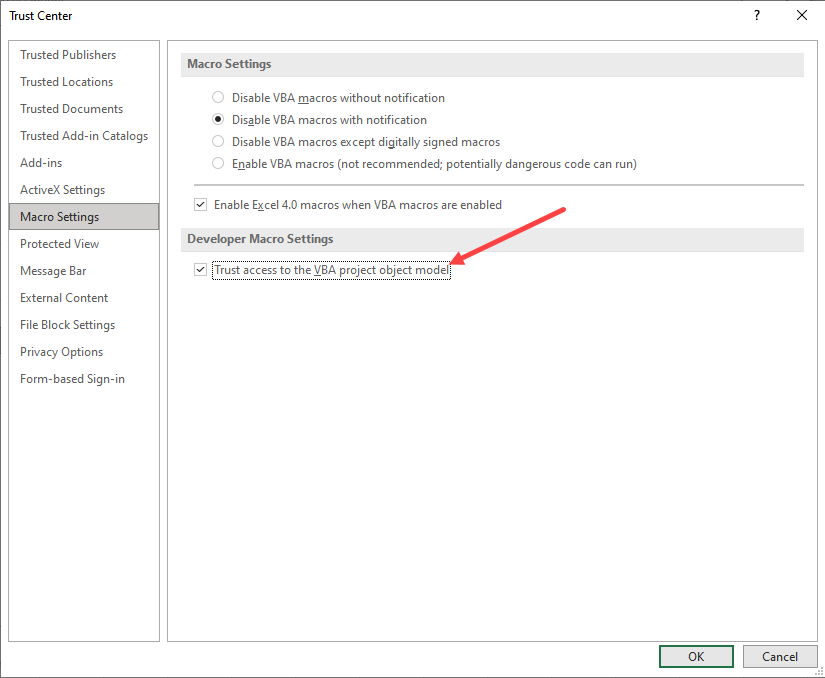 Trust Center
?
Trusted Publishers
Trusted Locations
Trusted Documents
Trusted Add-in Catalogs
Add-ins
ActiveX Settings
Macro Settings
Protected View
Message Bar
External Content
File Block Settings
Privacy Options
Form-based Sign-in
Macro Settings
Disable VBA macros without notification
Disable VBA macros with notification
Disable VBA macros except digitally signed macros
Enable VBA macros (not recommended; potentially dangerous code can run)
Enable Excel 4.0 macros when VBA macros are enabled
Developer Macro Settings
Trust access to the VBA project object model
OK
Cancel